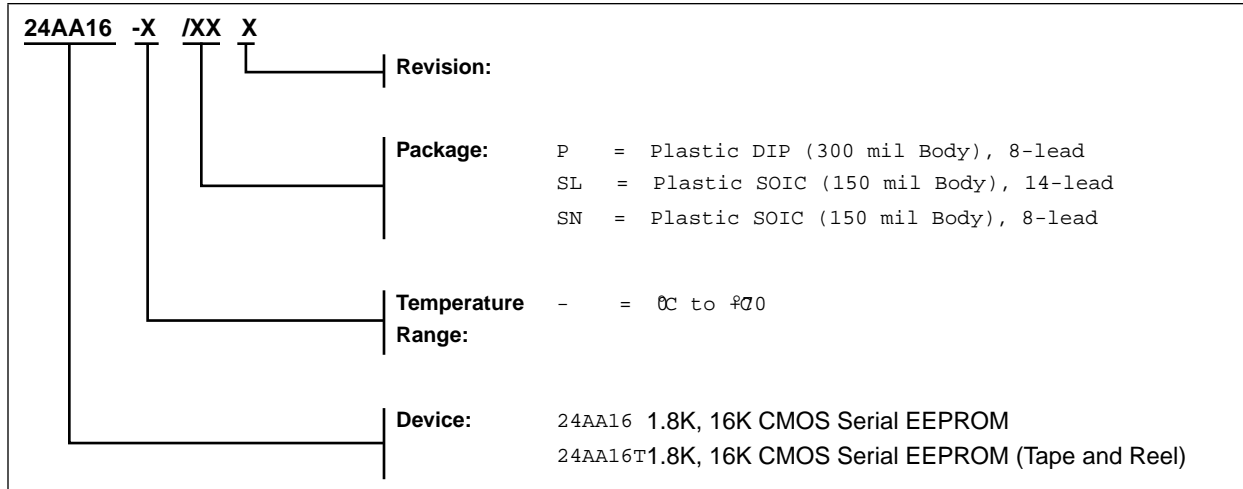 24AA16 -X /XX X
Revision:
Package: P = Plastic DIP (300 mil Body), 8-lead
SL = Plastic SOIC (150 mil Body), 14-lead
SN = Plastic SOIC (150 mil Body), 8-lead
Temperature - = to
Range:
Device: 24AA16 1.8K, 16K CMOS Serial EEPROM
24AA16T1.8K, 16K CMOS Serial EEPROM (Tape and Reel)